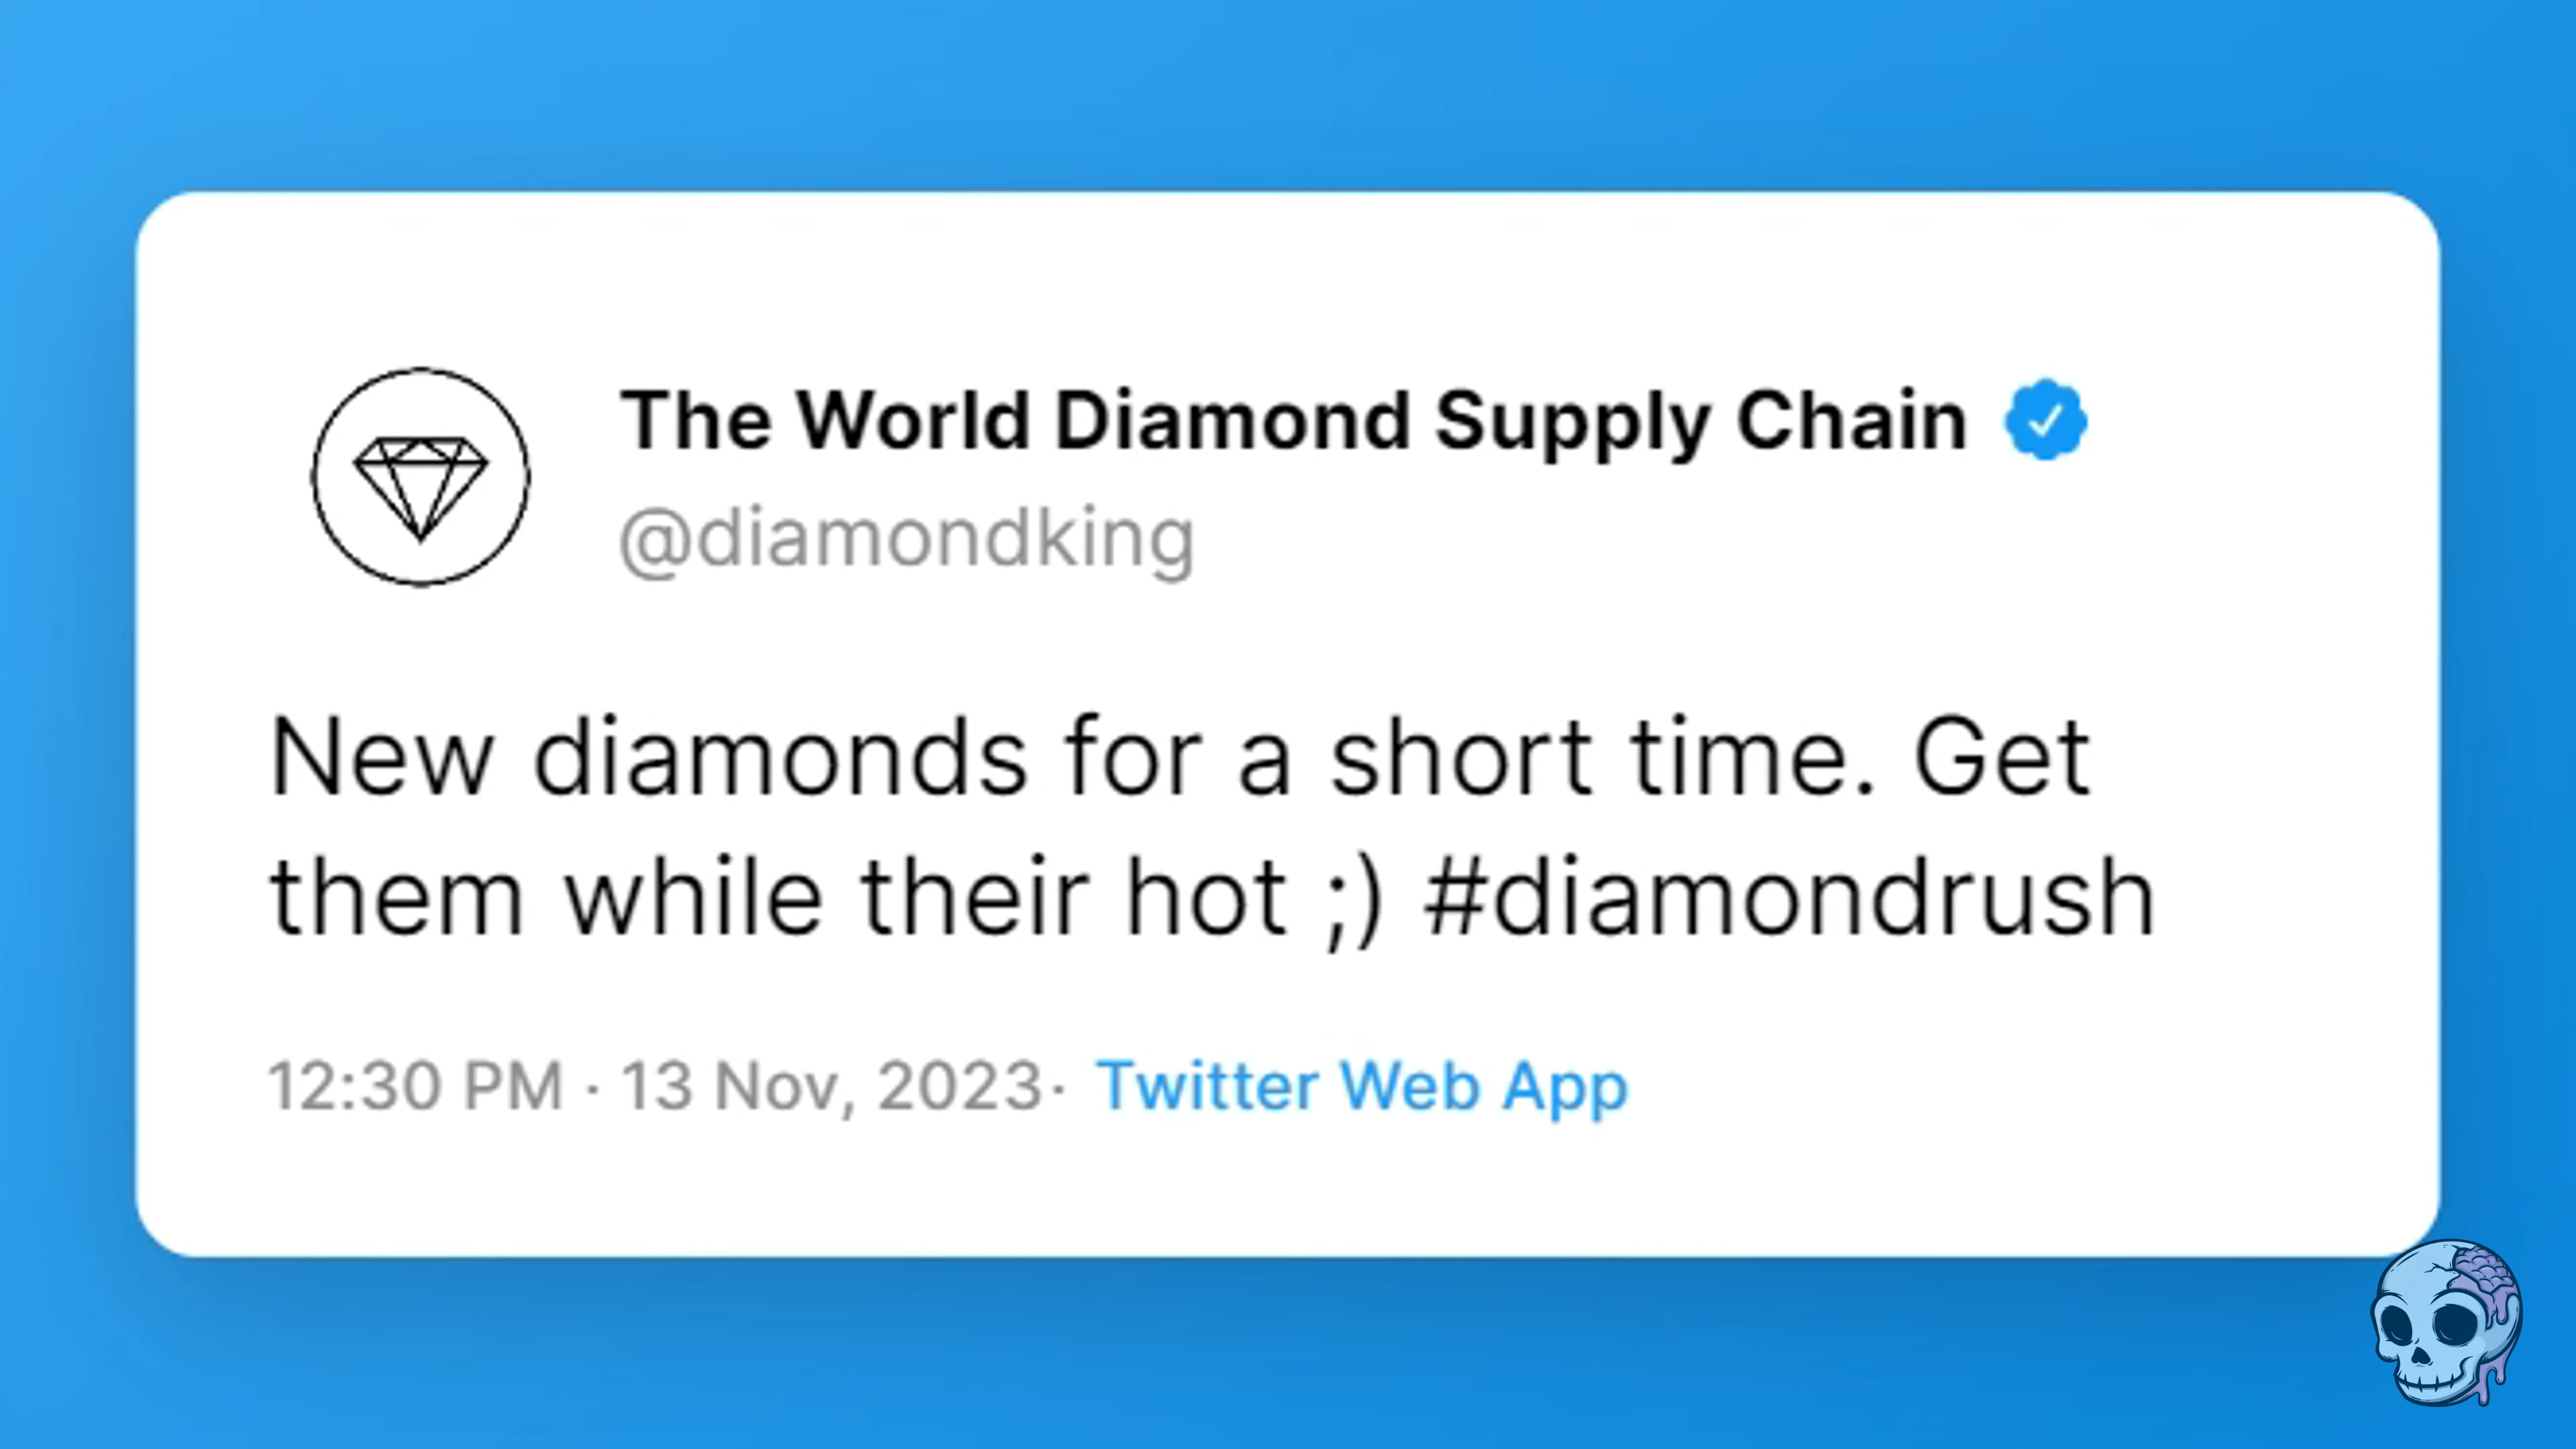 The World Diamond Supply Chain
@diamondking
New diamonds for a short time. Get
them while their hot ;) #diamondrush
12:30 PM · 13 Nov, 2023· Twitter Web App